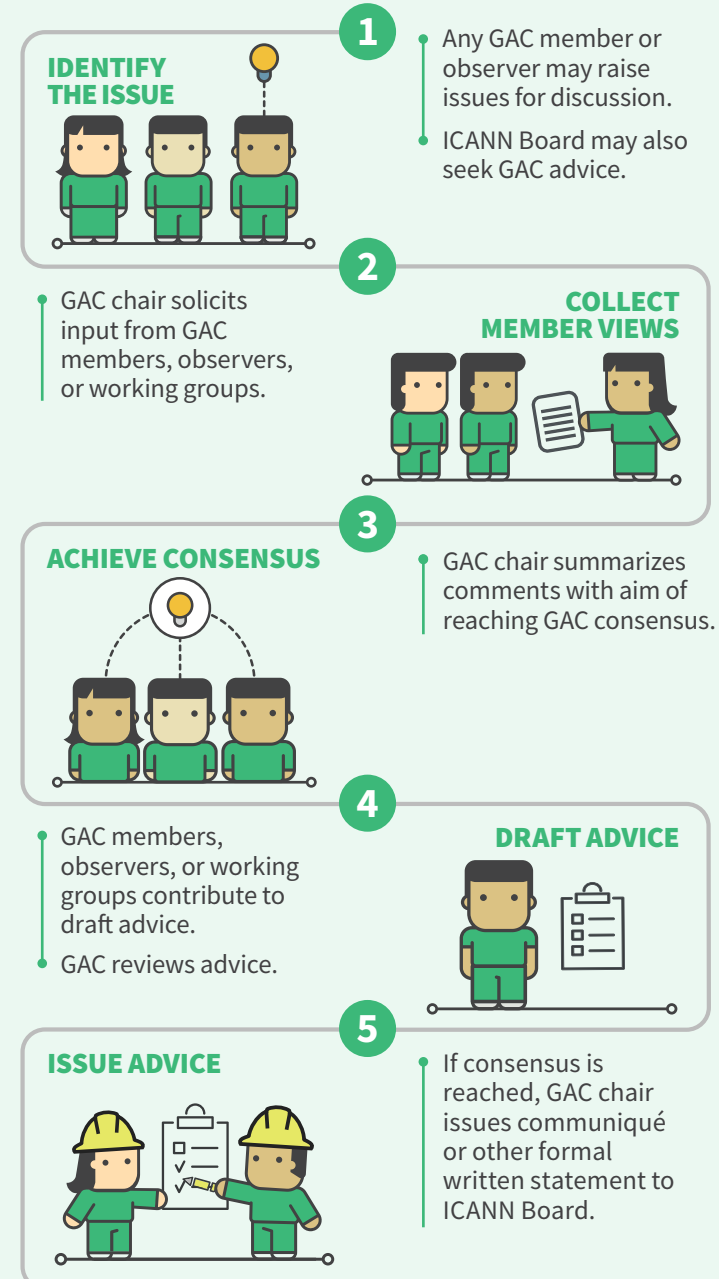 1
IDENTIFY
THE ISSUE
Any GAC member or
observer may raise
issues for discussion.
ICANN Board may also
seek GAC advice.
2
GAC chair solicits
input from GAC
members, observers,
or working groups.
COLLECT
MEMBER VIEWS
3
ACHIEVE CONSENSUS
GAC chair summarizes
comments with aim of
reaching GAC consensus.
4
GAC members,
observers, or working
groups contribute to
draft advice.
GAC reviews advice.
DRAFT ADVICE
5
ISSUE ADVICE
If consensus is
reached, GAC chair
issues communiqué
or other formal
written statement to
ICANN Board.